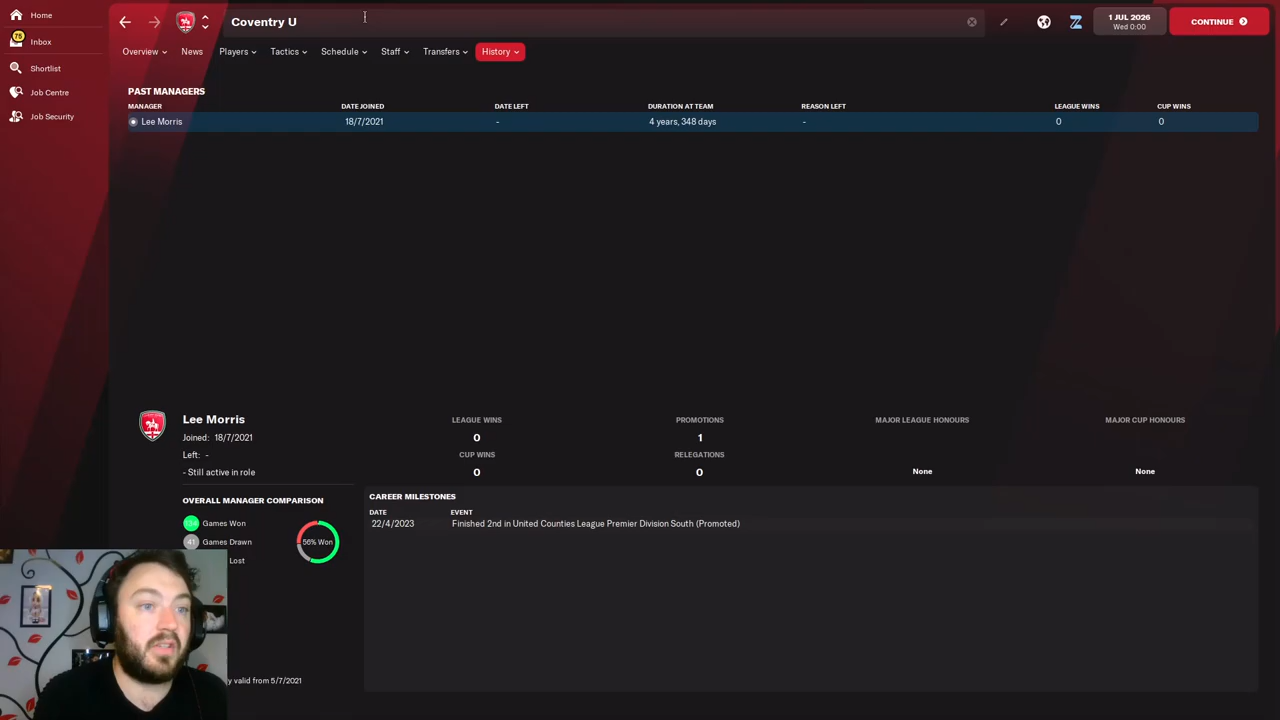 Home
75
Inbox
Shortlist
Job Centre
Job Security
Coventry U
1 JUL 2026
Wed 0:00
CONTINUE
Overview
News
Players
Tactics
Schedule
Staff
Transfers
History
PAST MANAGERS
MANAGER DATE JOINED DATE LEFT DURATION AT TEAM REASON LEFT LEAGUE WINS CUP WINS
Lee Morris 18/7/2021 - 4 years, 348 days - 0 0
Lee Morris
Joined: 18/7/2021
Left: -
- Still active in role
LEAGUE WINS
0
CUP WINS
0
PROMOTIONS
1
RELEGATIONS
0
MAJOR LEAGUE HONOURS
None
MAJOR CUP HONOURS
None
OVERALL MANAGER COMPARISON
Games Won
41 Games Drawn
Lost
56% Won
y valid from 5/7/2021
CAREER MILESTONES
DATE EVENT
22/4/2023 Finished 2nd in United Counties League Premier Division South (Promoted)